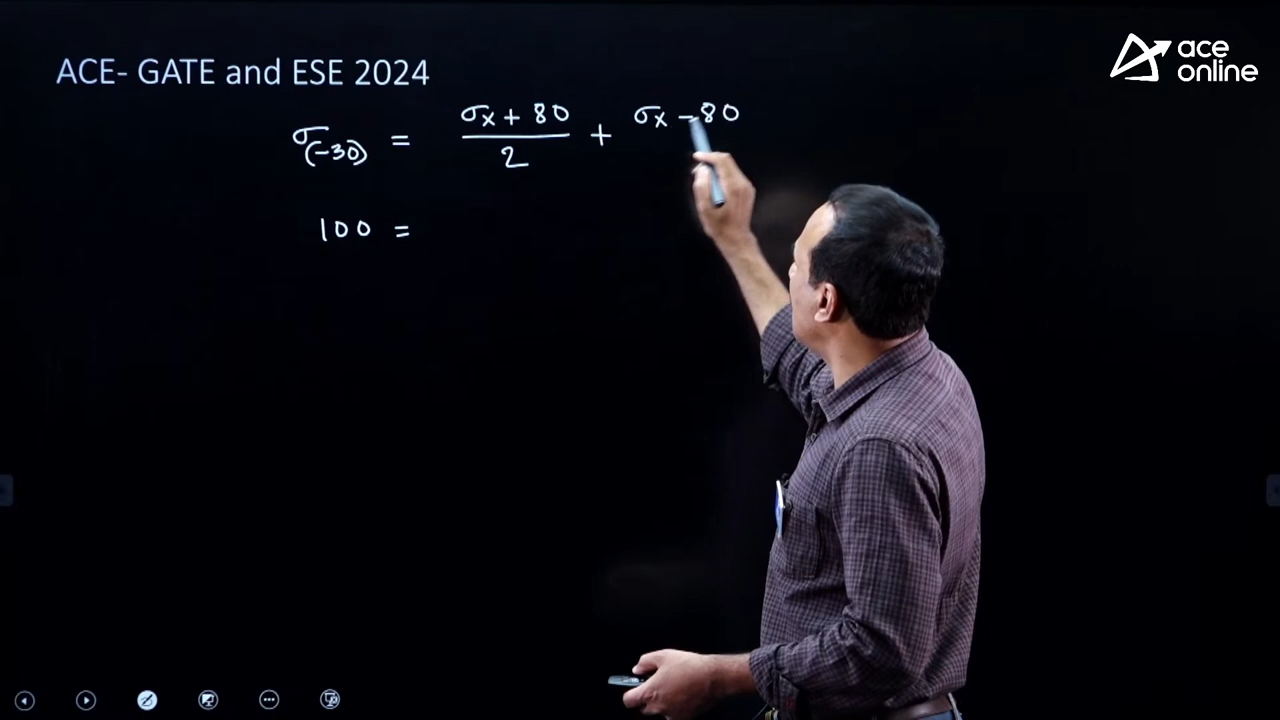 ace
online
ACE- GATE and ESE 2024
σ(-30) = σx + 80 / 2 + σx - 80
100 =